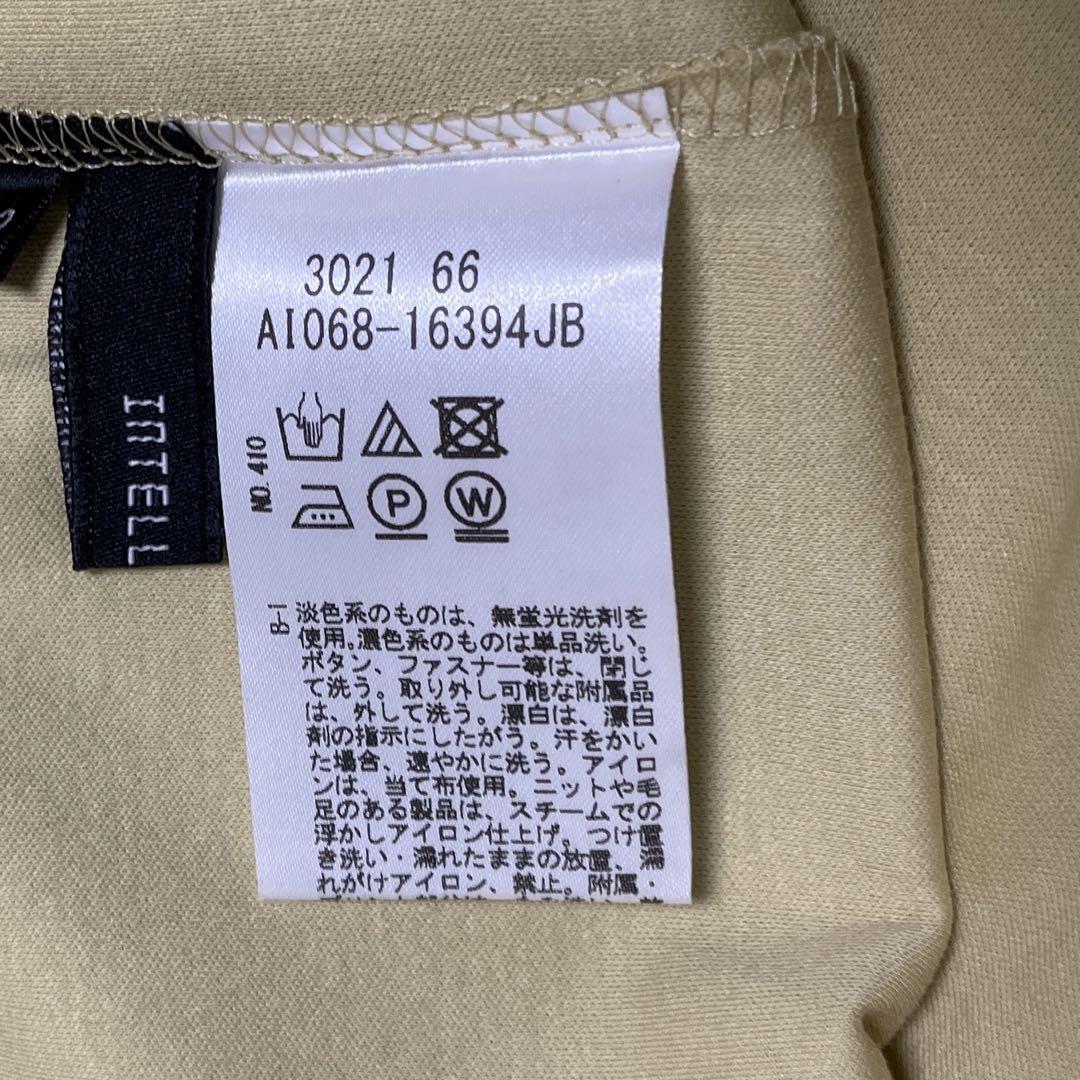 3021 66
AI068-16394JB
NO.410
P W
INTELL
B-1
淡色系のものは、無蛍光洗剤を
使用。濃色系のものは単品洗い。
ボタン、ファスナー等は、閉じ
て洗う。取り外し可能な附属品
は、外して洗う。漂白は、漂白
剤の指示にしたがう。汗をかい
た場合、速やかに洗う。アイロ
ンは、当て布使用。ニットや毛
足のある製品は、スチームでの
浮かしアイロン仕上げ。つけ置
き洗い・濡れたままの放置、濡
れがけアイロン、禁止。附属・